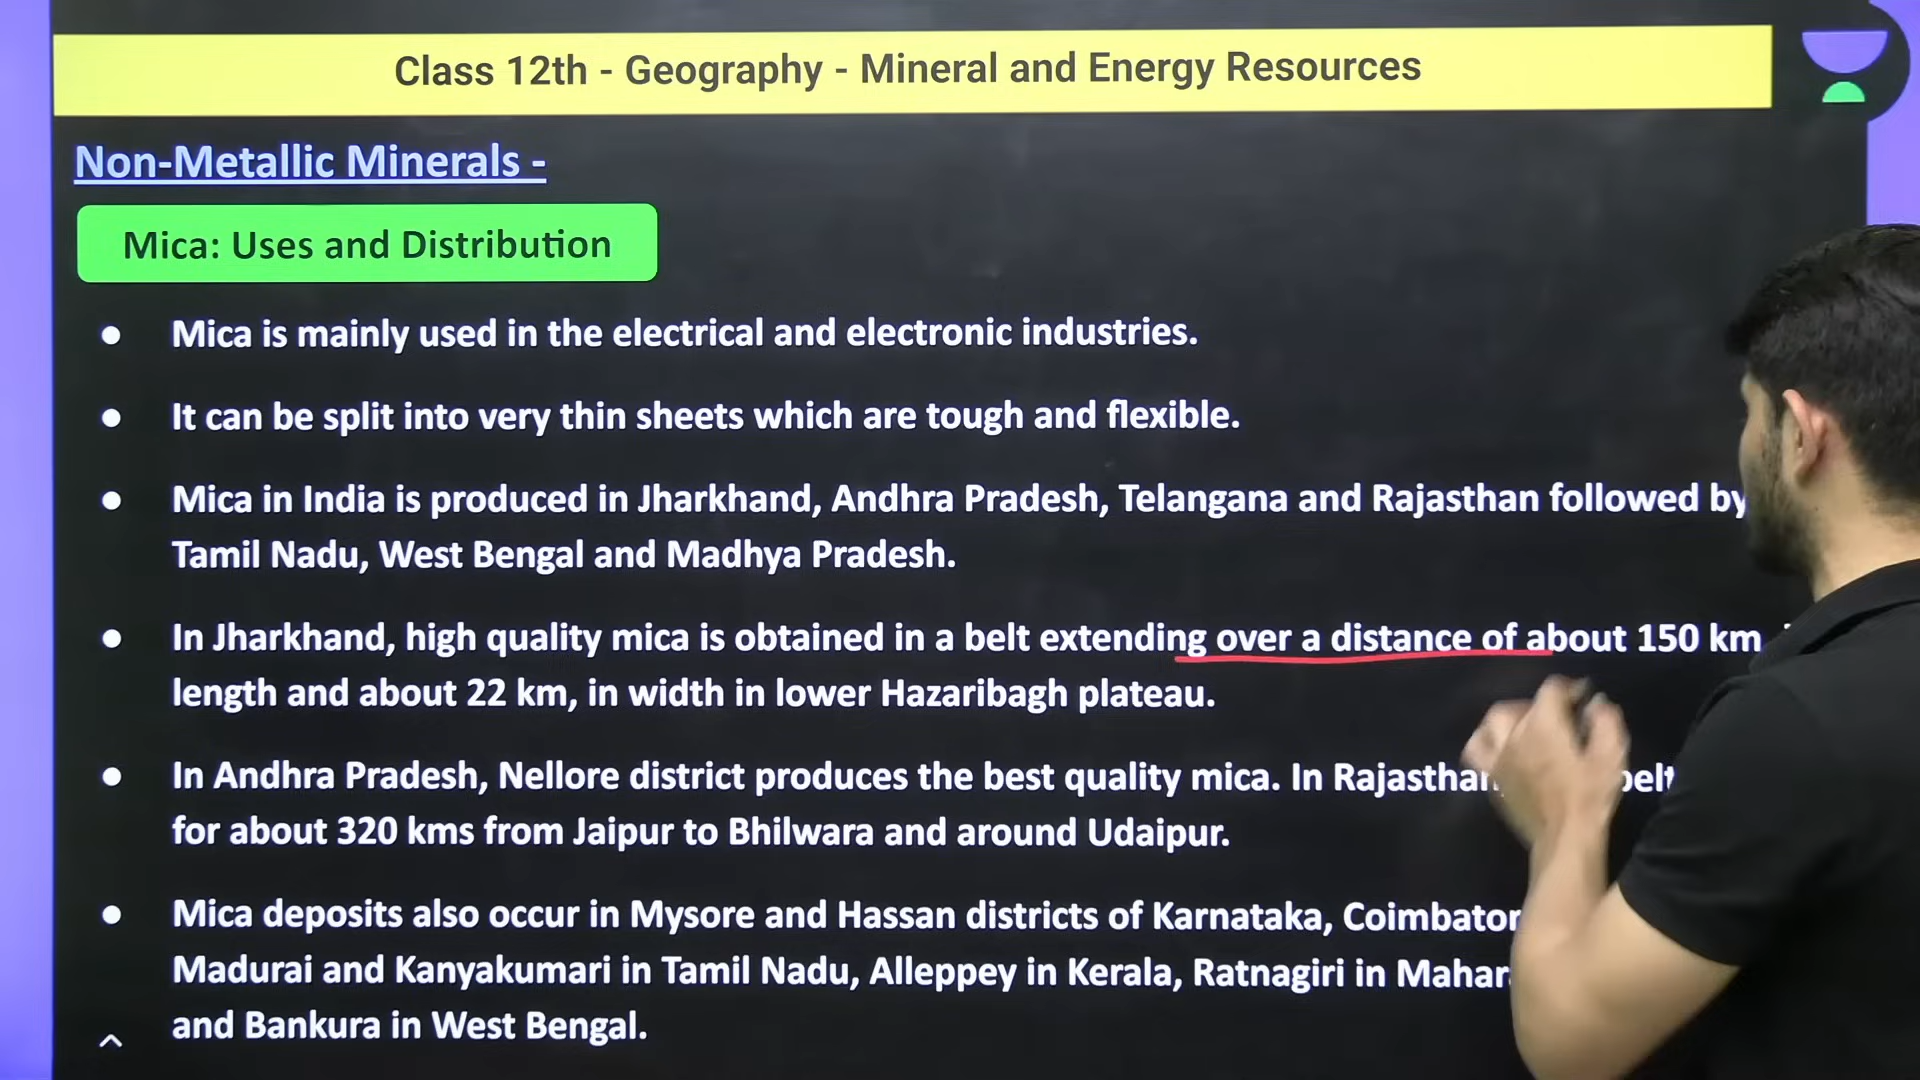 Class 12th - Geography - Mineral and Energy Resources
Non-Metallic Minerals -
Mica: Uses and Distribution
● Mica is mainly used in the electrical and electronic industries.
● It can be split into very thin sheets which are tough and flexible.
● Mica in India is produced in Jharkhand, Andhra Pradesh, Telangana and Rajasthan followed by
Tamil Nadu, West Bengal and Madhya Pradesh.
● In Jharkhand, high quality mica is obtained in a belt extending over a distance of about 150 km
length and about 22 km, in width in lower Hazaribagh plateau.
● In Andhra Pradesh, Nellore district produces the best quality mica. In Rajasthan, belt
for about 320 kms from Jaipur to Bhilwara and around Udaipur.
● Mica deposits also occur in Mysore and Hassan districts of Karnataka,
Madurai and Kanyakumari in Tamil Nadu, Alleppey in Kerala, Ratnagiri in
and Bankura in West Bengal.